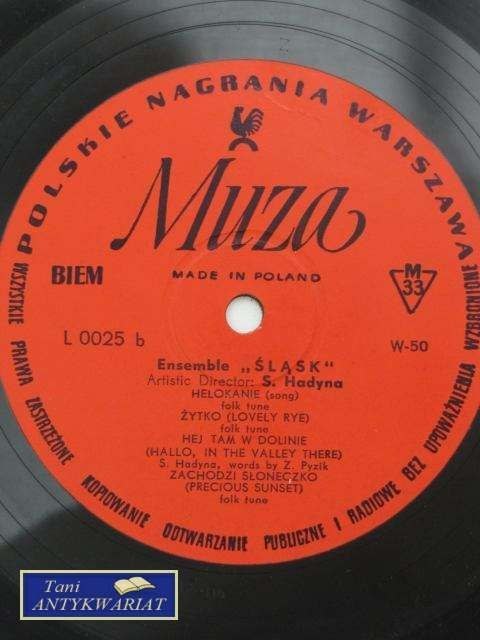 POLSKIE NAGRANIA WARSZAWA
Muza
MADE IN POLAND
BIEM
M
33
L 0025 b
W-50
Ensemble „ŚLĄSK"
Artistic Director: S. Hadyna
HELOKANIE (song)
folk tune
ŻYTKO (LOVELY RYE)
folk tune
HEJ TAM W DOLINIE
(HALLO, IN THE VALLEY THERE)
S. Hadyna, words by Z. Pyzik
ZACHODZI SŁONECZKO
(PRECIOUS SUNSET)
folk tune
WSZYSTKIE PRAWA ZASTRZEŻONE KOPIOWANIE ODTWARZANIE PUBLICZNE I RADIOWE BEZ UPOWAŻNIENIA WZBRONIONE
Tani
ANTYKWARIAT